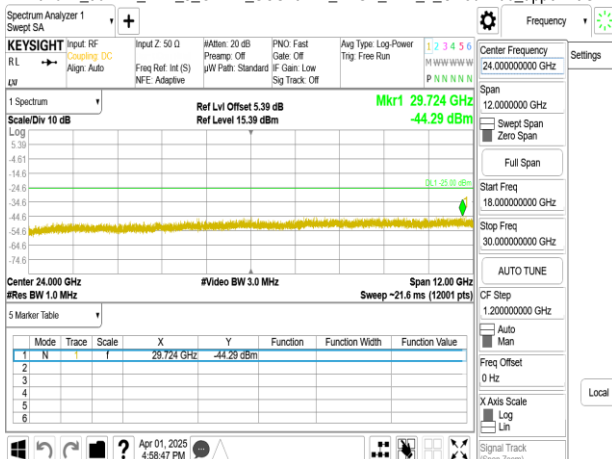 Spectrum Analyzer 1
Swept SA
Frequency
Settings
KEYSIGHT
RL
Input: RF
Coupling: DC
Align: Auto
Input Z: 50 Ω
Freq Ref: Int (S)
NFE: Adaptive
#Atten: 20 dB
Preamp: Off
µW Path: Standard
PNO: Fast
Gate: Off
IF Gain: Low
Sig Track: Off
Avg Type: Log-Power
Trig: Free Run
1 2 3 4 5 6
M W W W W W
P N N N N N
1 Spectrum
Scale/Div 10 dB
Log
Ref Lvl Offset 5.39 dB
Ref Level 15.39 dBm
Mkr1 29.724 GHz
-44.29 dBm
5.39
-4.61
-14.6
-24.6
-34.6
-44.6
-54.6
-64.6
-74.6
DL1 -25.00 dBm
1
Center 24.000 GHz
#Res BW 1.0 MHz
#Video BW 3.0 MHz
Span 12.00 GHz
Sweep ~21.6 ms (12001 pts)
5 Marker Table
Mode Trace Scale X Y Function Function Width Function Value
1 N 1 f 29.724 GHz -44.29 dBm
2
3
4
5
6
Apr 01, 2025
4:58:47 PM
Center Frequency
24.000000000 GHz
Span
12.0000000 GHz
Swept Span
Zero Span
Full Span
Start Freq
18.000000000 GHz
Stop Freq
30.000000000 GHz
AUTO TUNE
CF Step
1.200000000 GHz
Auto
Man
Freq Offset
0 Hz
X Axis Scale
Log
Lin
Signal Track
Local